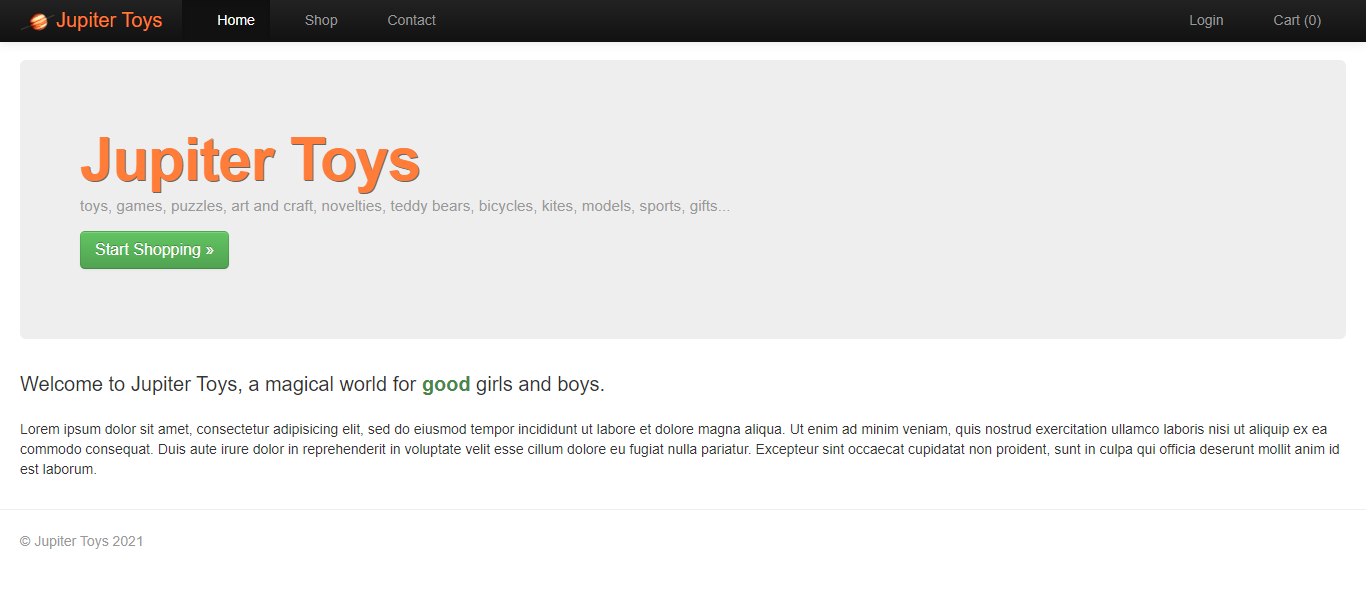 Jupiter Toys Home Shop Contact Login Cart (0)
Jupiter Toys
toys, games, puzzles, art and craft, novelties, teddy bears, bicycles, kites, models, sports, gifts...
Start Shopping »
Welcome to Jupiter Toys, a magical world for good girls and boys.
Lorem ipsum dolor sit amet, consectetur adipisicing elit, sed do eiusmod tempor incididunt ut labore et dolore magna aliqua. Ut enim ad minim veniam, quis nostrud exercitation ullamco laboris nisi ut aliquip ex ea
commodo consequat. Duis aute irure dolor in reprehenderit in voluptate velit esse cillum dolore eu fugiat nulla pariatur. Excepteur sint occaecat cupidatat non proident, sunt in culpa qui officia deserunt mollit anim id
est laborum.
© Jupiter Toys 2021